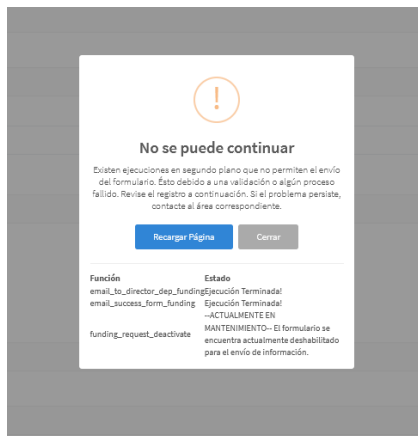 !
No se puede continuar
Existen ejecuciones en segundo plano que no permiten el envío
del formulario. Ésto debido a una validación o algún proceso
fallido. Revise el registro a continuación. Si el problema persiste,
contacte al área correspondiente.
Recargar Página Cerrar
Función Estado
email_to_director_dep_funding Ejecución Terminada!
email_success_form_funding Ejecución Terminada!
--ACTUALMENTE EN
MANTENIMIENTO-- El formulario se
funding_request_deactivate
encuentra actualmente deshabilitado
para el envío de información.